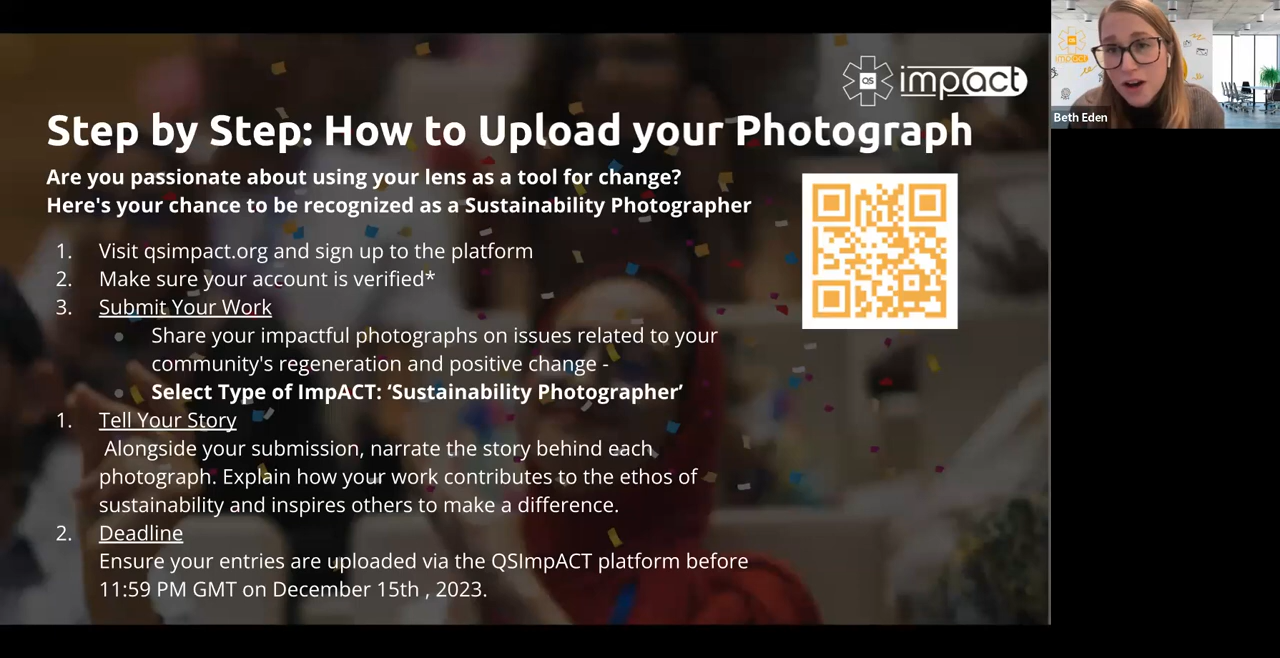 QS impact
Step by Step: How to Upload your Photograph
Are you passionate about using your lens as a tool for change?
Here's your chance to be recognized as a Sustainability Photographer
1. Visit qsimpact.org and sign up to the platform
2. Make sure your account is verified*
3. Submit Your Work
● Share your impactful photographs on issues related to your
community's regeneration and positive change -
● Select Type of ImpACT: ‘Sustainability Photographer’
1. Tell Your Story
Alongside your submission, narrate the story behind each
photograph. Explain how your work contributes to the ethos of
sustainability and inspires others to make a difference.
2. Deadline
Ensure your entries are uploaded via the QSImpACT platform before
11:59 PM GMT on December 15th , 2023.
QS
impact
Beth Eden